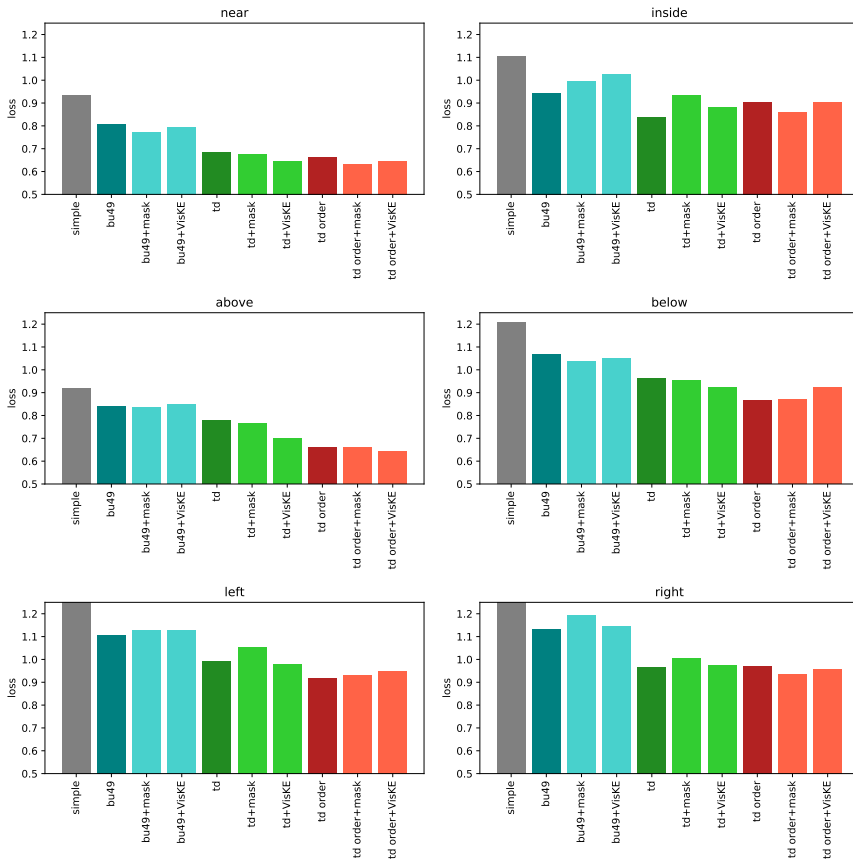 near
1.2
1.1
1.0
0.9
0.8
0.7
0.6
0.5
loss
simple
bu49
bu49+mask
bu49+VisKE
td
td+mask
td+VisKE
td order
td order+mask
td order+VisKE
inside
1.2
1.1
1.0
0.9
0.8
0.7
0.6
0.5
loss
simple
bu49
bu49+mask
bu49+VisKE
td
td+mask
td+VisKE
td order
td order+mask
td order+VisKE
above
1.2
1.1
1.0
0.9
0.8
0.7
0.6
0.5
loss
simple
bu49
bu49+mask
bu49+VisKE
td
td+mask
td+VisKE
td order
td order+mask
td order+VisKE
below
1.2
1.1
1.0
0.9
0.8
0.7
0.6
0.5
loss
simple
bu49
bu49+mask
bu49+VisKE
td
td+mask
td+VisKE
td order
td order+mask
td order+VisKE
left
1.2
1.1
1.0
0.9
0.8
0.7
0.6
0.5
loss
simple
bu49
bu49+mask
bu49+VisKE
td
td+mask
td+VisKE
td order
td order+mask
td order+VisKE
right
1.2
1.1
1.0
0.9
0.8
0.7
0.6
0.5
loss
simple
bu49
bu49+mask
bu49+VisKE
td
td+mask
td+VisKE
td order
td order+mask
td order+VisKE